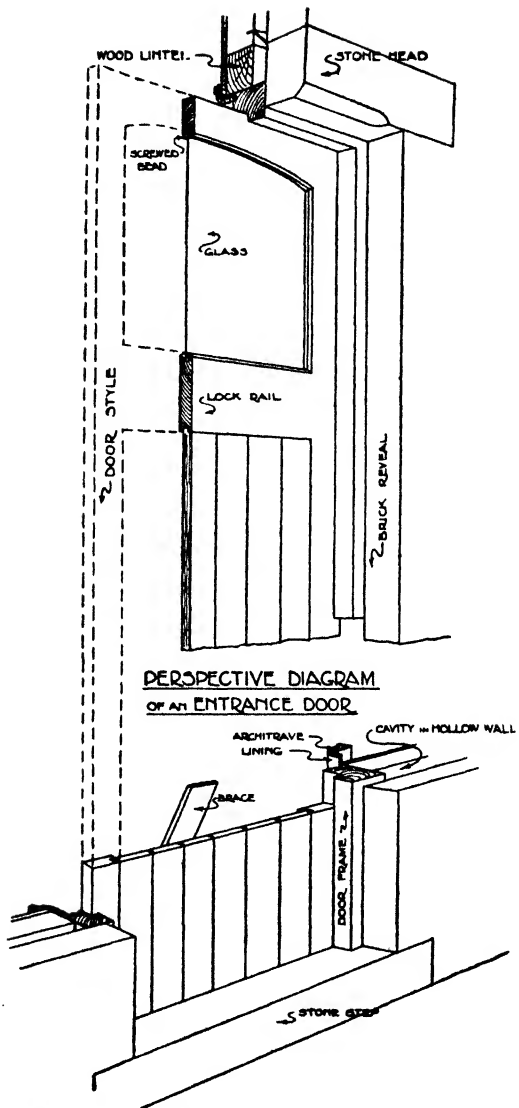 WOOD LINTEL
STONE HEAD
SCREWED
BEAD
GLASS
DOOR STYLE
LOCK RAIL
BRICK REVEAL
PERSPECTIVE DIAGRAM
OF AN ENTRANCE DOOR
ARCHITRAVE
LINING
CAVITY IN HOLLOW WALL
BRACE
DOOR FRAME
STONE STEP